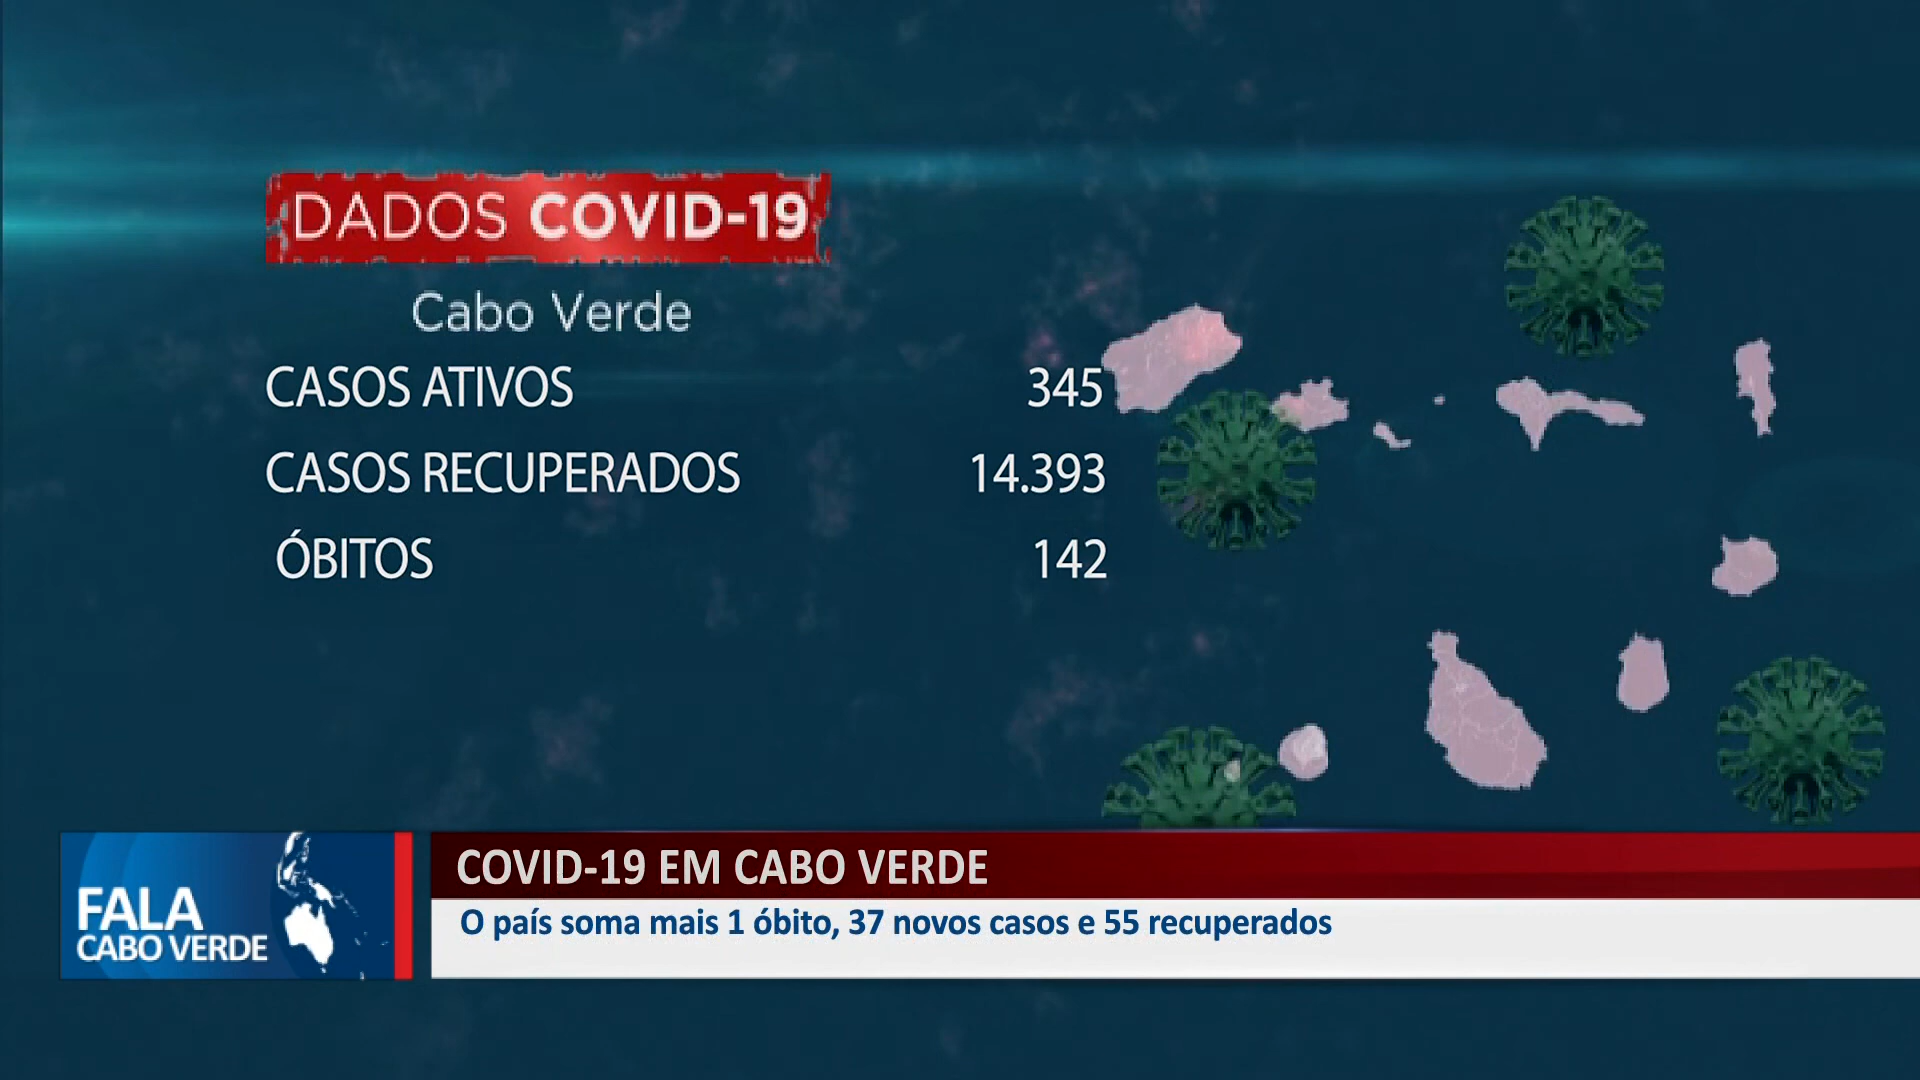 DADOS COVID-19
Cabo Verde
CASOS ATIVOS 345
CASOS RECUPERADOS 14.393
ÓBITOS 142
FALA
CABO VERDE
COVID-19 EM CABO VERDE
O país soma mais 1 óbito, 37 novos casos e 55 recuperados